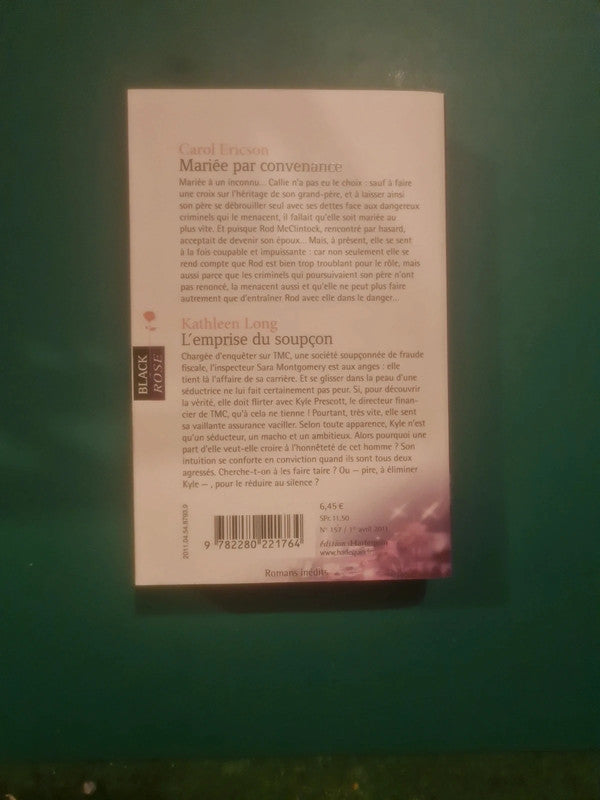 Carol Ericson
Mariée par convenance
Mariée à un inconnu... Callie n'a pas eu le choix : sauf à faire
une croix sur l'héritage de son grand-père, et à laisser ainsi
son père se débrouiller seul avec ses dettes face aux dangereux
criminels qui le menacent, il fallait qu'elle soit mariée au
plus vite. Et puisque Rod McClintock, rencontré par hasard,
acceptait de devenir son époux... Mais, à présent, elle se sent
à la fois coupable et impuissante : car non seulement elle se
rend compte que Rod est bien trop troublant pour le rôle, mais
aussi parce que les criminels qui poursuivaient son père n'ont
pas renoncé, la menacent aussi et qu'elle ne peut plus faire
autrement que d'entraîner Rod avec elle dans le danger...
Kathleen Long
L'emprise du soupçon
Chargée d'enquêter sur TMC, une société soupçonnée de fraude
fiscale, l'inspecteur Sara Montgomery est aux anges : elle
tient là l'affaire de sa carrière. Et se glisser dans la peau d'une
séductrice ne lui fait certainement pas peur. Si, pour découvrir
la vérité, elle doit flirter avec Kyle Prescott, le directeur finan-
cier de TMC, qu'à cela ne tienne ! Pourtant, très vite, elle sent
sa vaillante assurance vaciller. Selon toute apparence, Kyle n'est
qu'un séducteur, un macho et un ambitieux. Alors pourquoi une
part d'elle veut-elle croire à l'honnêteté de cet homme ? Son
intuition se conforte en conviction quand ils sont tous deux
agressés. Cherche-t-on à les faire taire ? Ou — pire, à éliminer
Kyle — , pour le réduire au silence ?
BLACK
ROSE
2011.04.54.8793.9
9 782280 221764
6,45 €
SFr. 11,50
N° 157 / 1er avril 2011
éditions Harlequin
www.harlequin.fr
Romans inédits